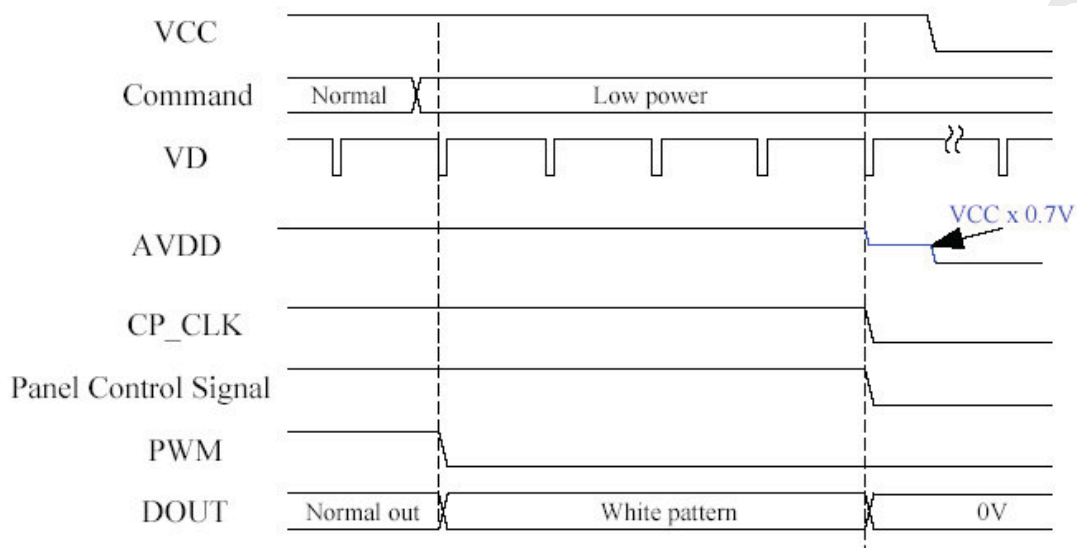 VCC
Command Normal Low power
VD
VCC x 0.7V
AVDD
CP_CLK
Panel Control Signal
PWM
DOUT Normal out White pattern 0V